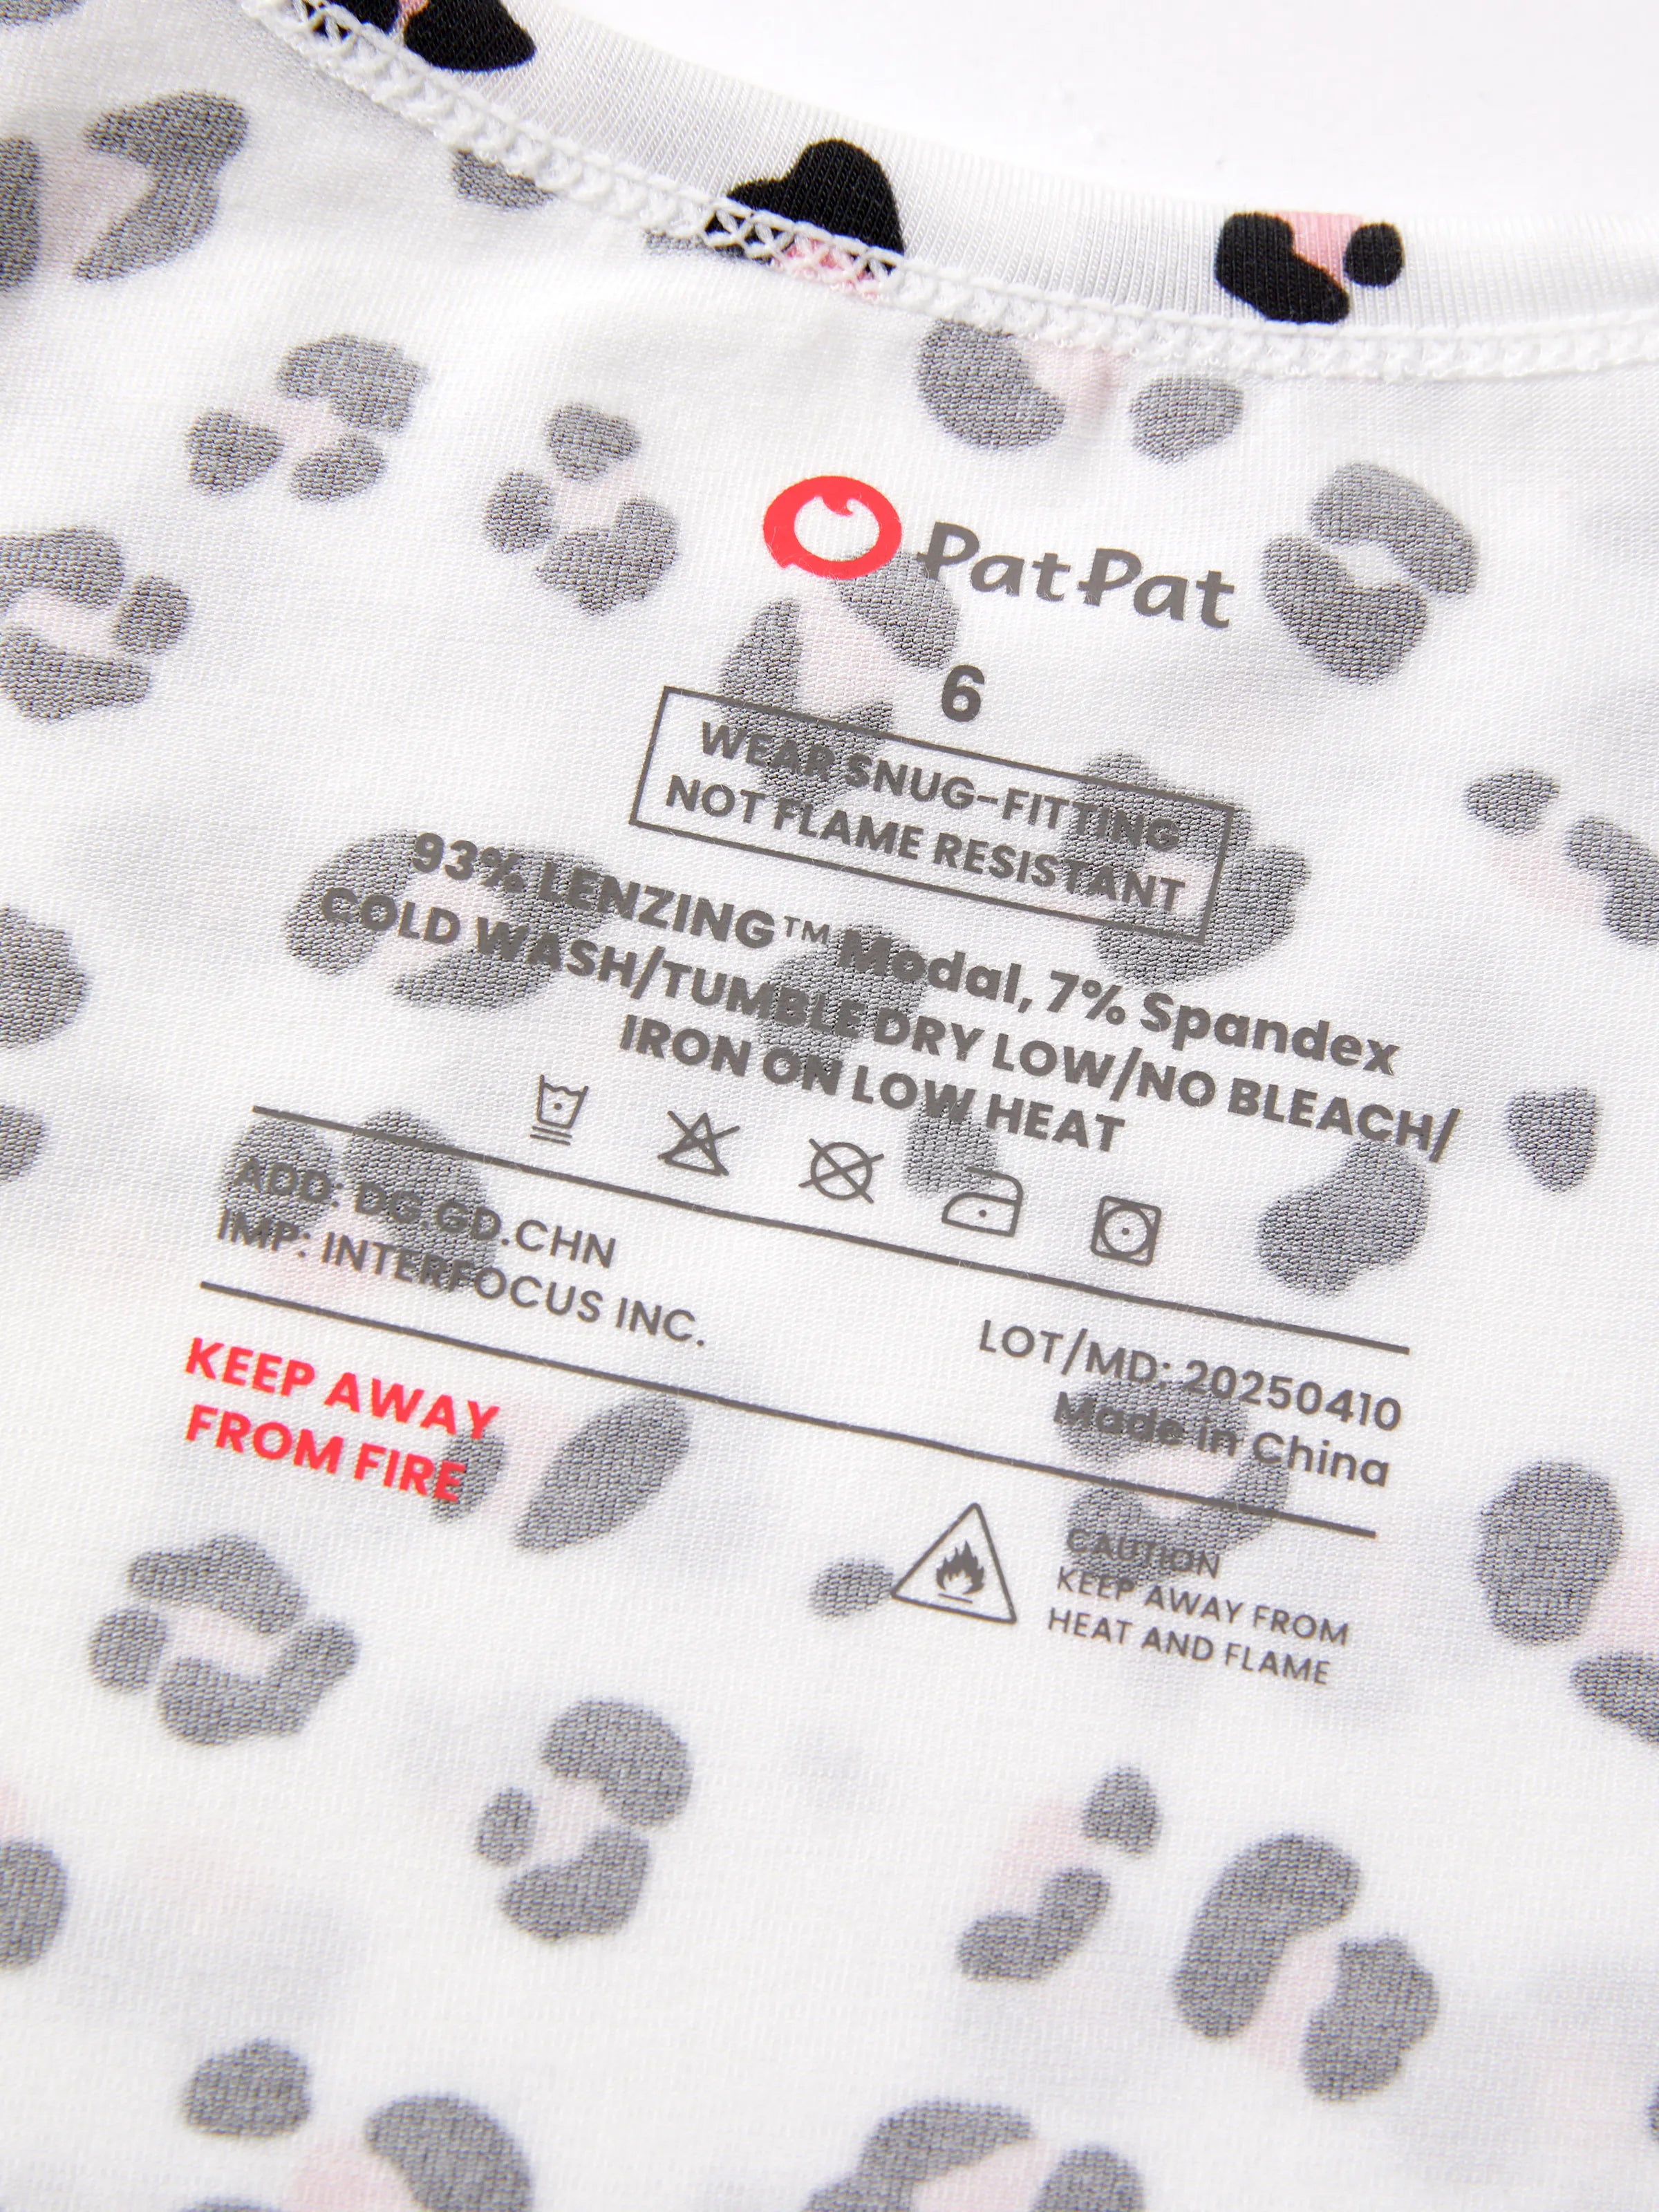 PatPat
6
WEAR SNUG-FITTING
NOT FLAME RESISTANT
93% LENZING™ Modal, 7% Spandex
COLD WASH/TUMBLE DRY LOW/NO BLEACH/
IRON ON LOW HEAT
ADD: DG.GD.CHN
IMP: INTERFOCUS INC.
LOT/MD: 20250410
Made in China
KEEP AWAY
FROM FIRE
CAUTION
KEEP AWAY FROM
HEAT AND FLAME